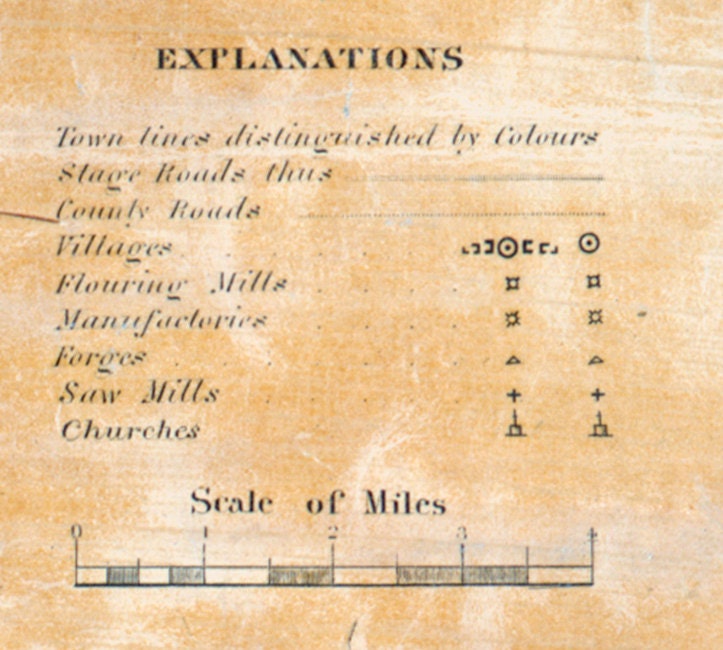 EXPLANATIONS
Town lines distinguished by Colours
Stage Roads thus
County Roads
Villages
Flouring Mills
Manufactories
Forges
Saw Mills
Churches
Scale of Miles
0 1 2 3 4